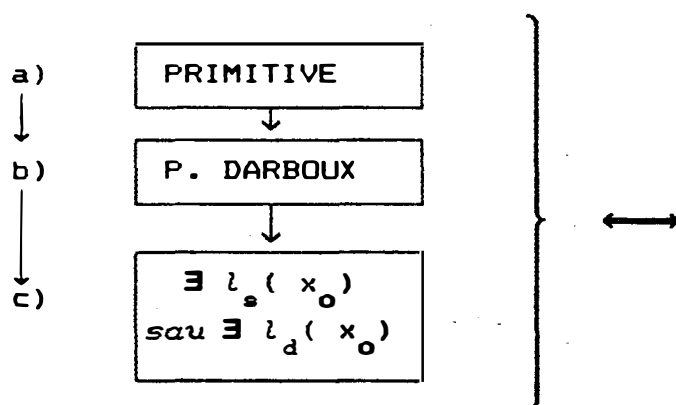 a) PRIMITIVE
b) P. DARBOUX
c) ∃ l_s( x_o)
sau ∃ l_d( x_o)